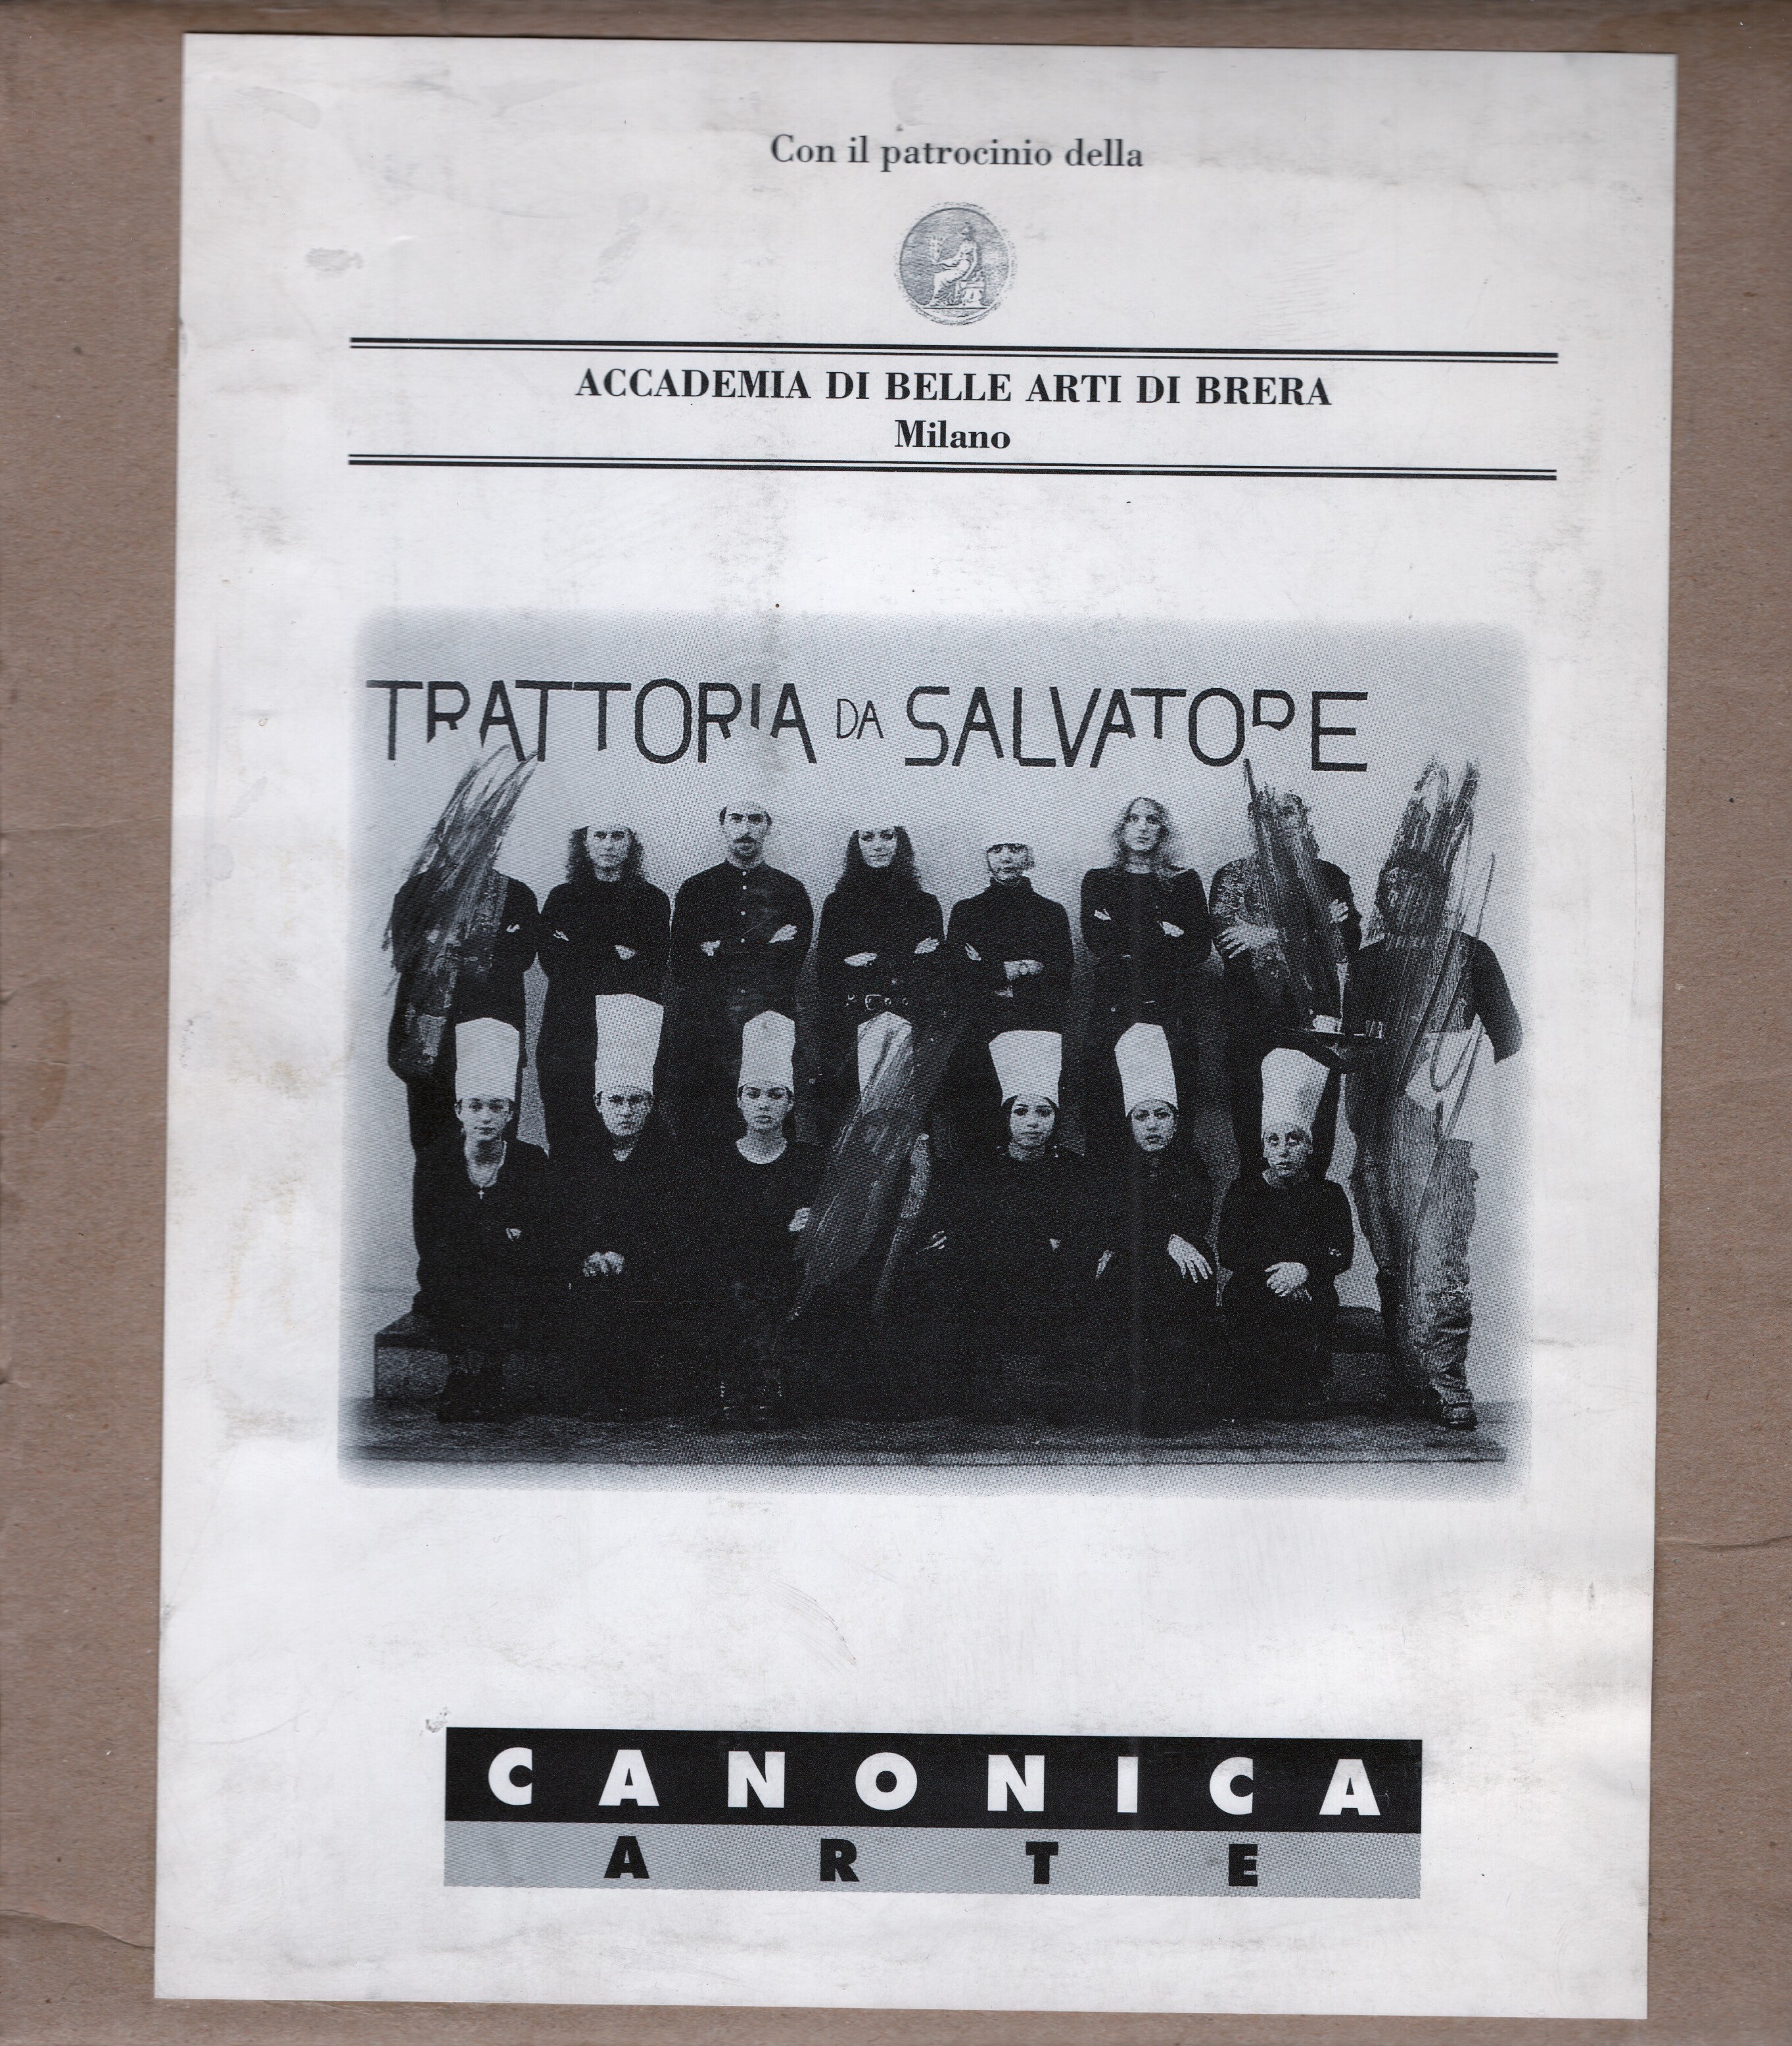 Con il patrocinio della
ACCADEMIA DI BELLE ARTI DI BRERA
Milano
TRATTORIA DA SALVATORE
CANONICA
ARTE